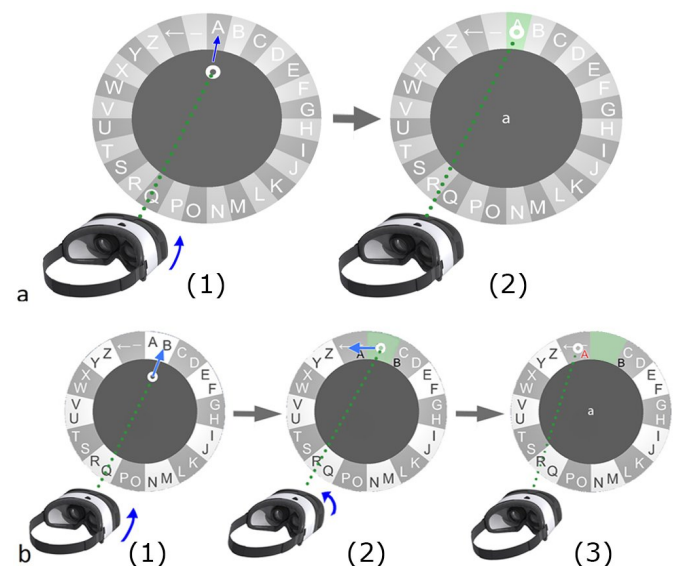 A B C D E F G H I J K L M N O P Q R S T U V W X Y Z ← –
(1)
A B C D E F G H I J K L M N O P Q R S T U V W X Y Z ← –
a
(2)
a
A B C D E F G H I J K L M N O P Q R S T U V W X Y Z ← –
(1)
A B C D E F G H I J K L M N O P Q R S T U V W X Y Z ←
(2)
A B C D E F G H I J K L M N O P Q R S T U V W X Y Z ←
a
(3)
b